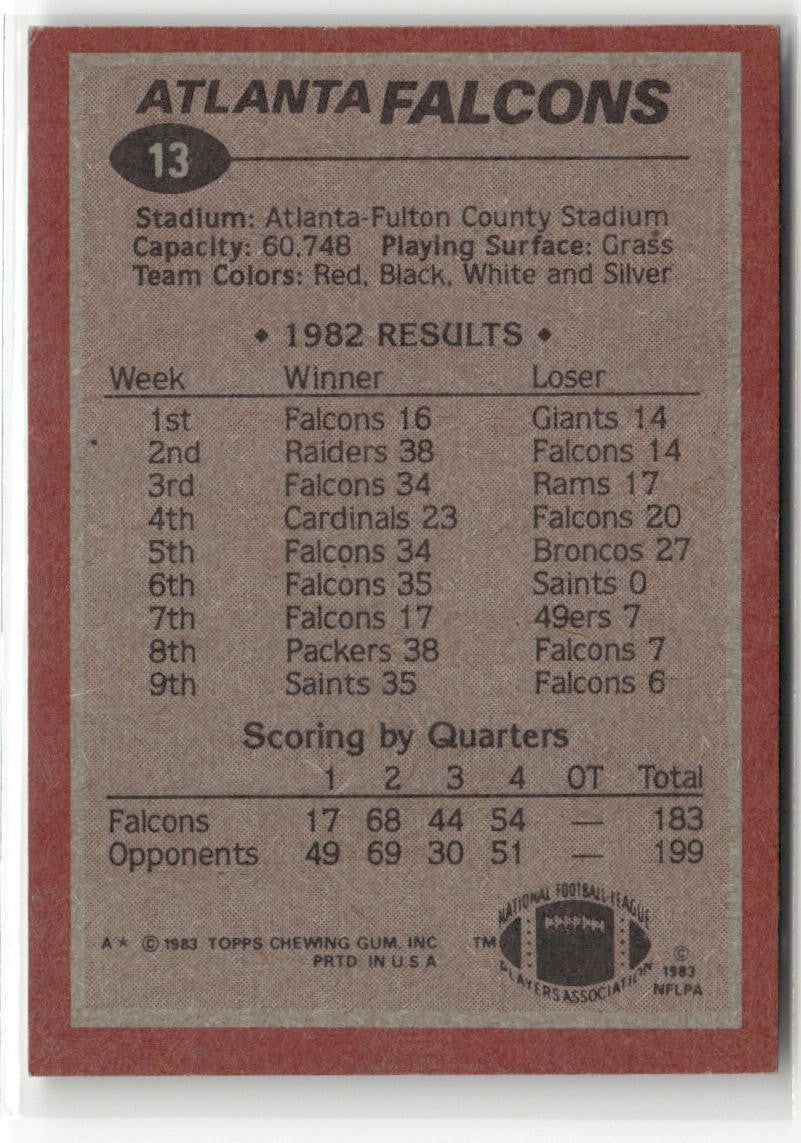 ATLANTA FALCONS
13
Stadium: Atlanta-Fulton County Stadium
Capacity: 60,748 Playing Surface: Grass
Team Colors: Red, Black, White and Silver
◆ 1982 RESULTS ◆
Week Winner Loser
1st Falcons 16 Giants 14
2nd Raiders 38 Falcons 14
3rd Falcons 34 Rams 17
4th Cardinals 23 Falcons 20
5th Falcons 34 Broncos 27
6th Falcons 35 Saints 0
7th Falcons 17 49ers 7
8th Packers 38 Falcons 7
9th Saints 35 Falcons 6
Scoring by Quarters
1 2 3 4 OT Total
Falcons 17 68 44 54 — 183
Opponents 49 69 30 51 — 199
A* © 1983 TOPPS CHEWING GUM, INC
PRTD IN U.S.A
TM
NATIONAL FOOTBALL LEAGUE
PLAYERS ASSOCIATION
©
1983
NFLPA